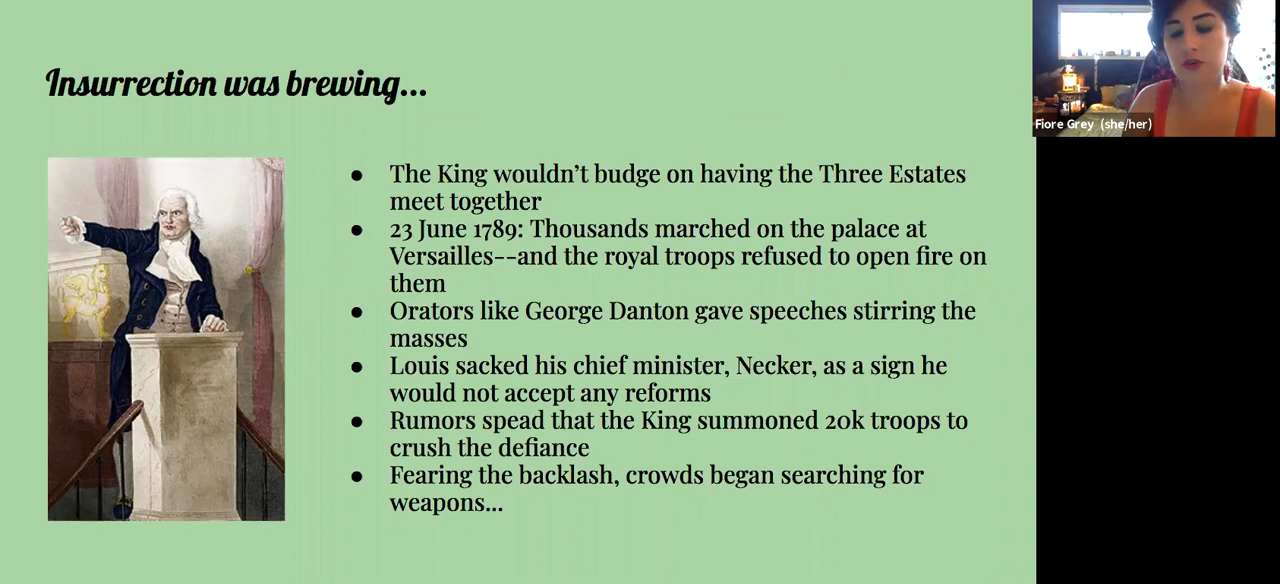 Insurrection was brewing...
● The King wouldn't budge on having the Three Estates
meet together
● 23 June 1789: Thousands marched on the palace at
Versailles--and the royal troops refused to open fire on
them
● Orators like George Danton gave speeches stirring the
masses
● Louis sacked his chief minister, Necker, as a sign he
would not accept any reforms
● Rumors spead that the King summoned 20k troops to
crush the defiance
● Fearing the backlash, crowds began searching for
weapons...
Fiore Grey (she/her)